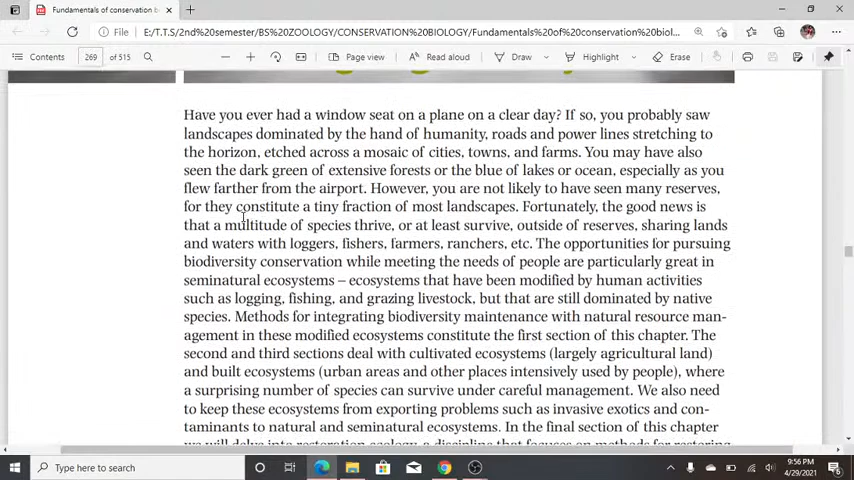 Fundamentals of conservation b
File
E:/T.T.S/2nd%20semester/BS%20ZOOLOGY/CONSERVATION%20BIOLOGY/Fundamentals%20of%20conservation%20biol...
Contents
269
of 515
Page view
Read aloud
Draw
Highlight
Erase
Have you ever had a window seat on a plane on a clear day? If so, you probably saw
landscapes dominated by the hand of humanity, roads and power lines stretching to
the horizon, etched across a mosaic of cities, towns, and farms. You may have also
seen the dark green of extensive forests or the blue of lakes or ocean, especially as you
flew farther from the airport. However, you are not likely to have seen many reserves,
for they constitute a tiny fraction of most landscapes. Fortunately, the good news is
that a multitude of species thrive, or at least survive, outside of reserves, sharing lands
and waters with loggers, fishers, farmers, ranchers, etc. The opportunities for pursuing
biodiversity conservation while meeting the needs of people are particularly great in
seminatural ecosystems – ecosystems that have been modified by human activities
such as logging, fishing, and grazing livestock, but that are still dominated by native
species. Methods for integrating biodiversity maintenance with natural resource man-
agement in these modified ecosystems constitute the first section of this chapter. The
second and third sections deal with cultivated ecosystems (largely agricultural land)
and built ecosystems (urban areas and other places intensively used by people), where
a surprising number of species can survive under careful management. We also need
to keep these ecosystems from exporting problems such as invasive exotics and con-
taminants to natural and seminatural ecosystems. In the final section of this chapter
we will delve into restoration ecology, a discipline that focuses on methods for restoring
Type here to search
9:56 PM
4/29/2021